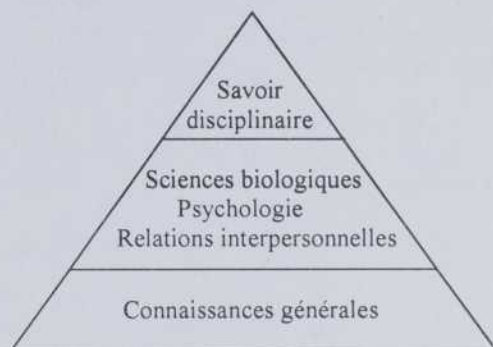 Savoir
disciplinaire
Sciences biologiques
Psychologie
Relations interpersonnelles
Connaissances générales